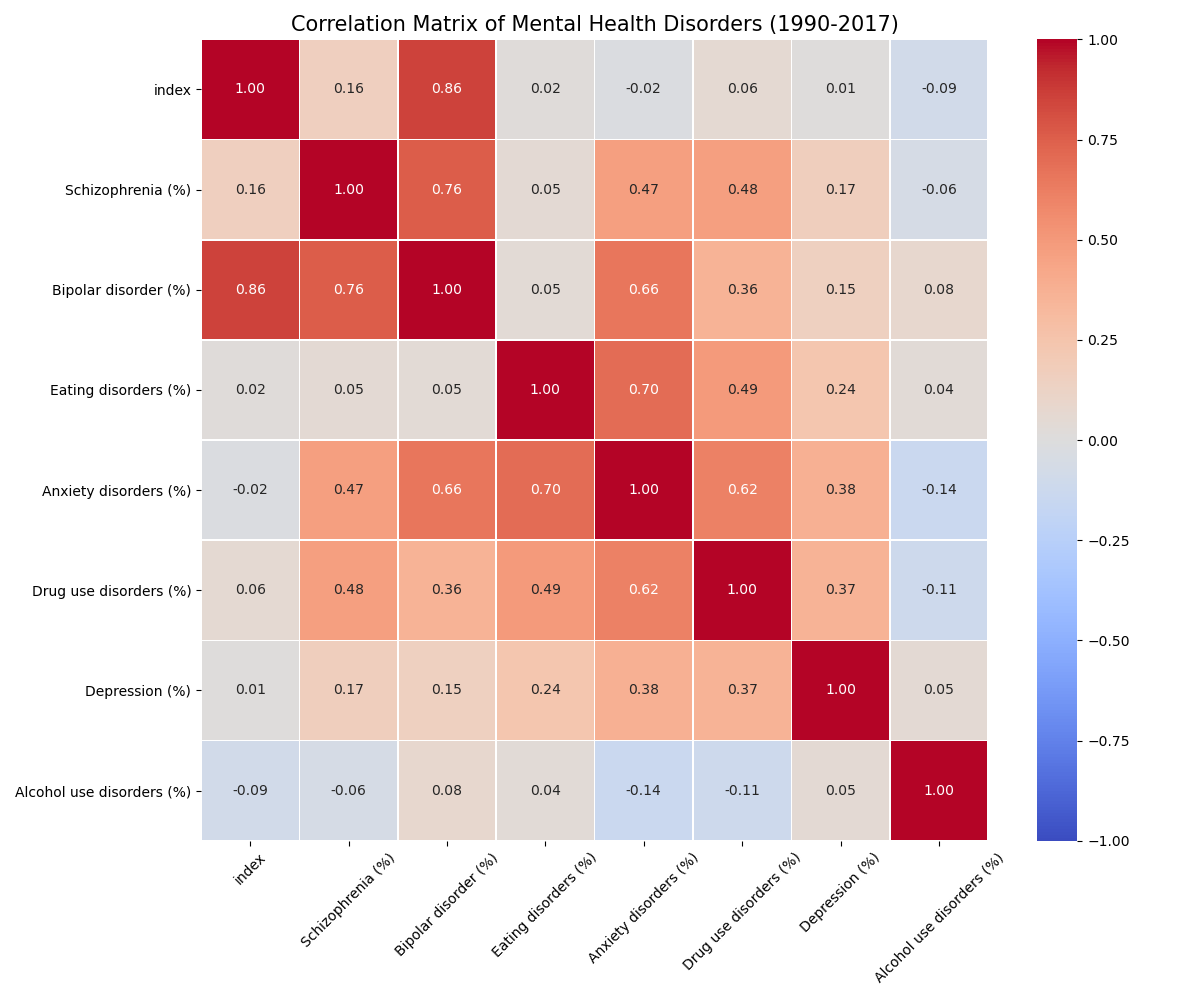 Correlation Matrix of Mental Health Disorders (1990-2017)
index 1.00 0.16 0.86 0.02 -0.02 0.06 0.01 -0.09
Schizophrenia (%) 0.16 1.00 0.76 0.05 0.47 0.48 0.17 -0.06
Bipolar disorder (%) 0.86 0.76 1.00 0.05 0.66 0.36 0.15 0.08
Eating disorders (%) 0.02 0.05 0.05 1.00 0.70 0.49 0.24 0.04
Anxiety disorders (%) -0.02 0.47 0.66 0.70 1.00 0.62 0.38 -0.14
Drug use disorders (%) 0.06 0.48 0.36 0.49 0.62 1.00 0.37 -0.11
Depression (%) 0.01 0.17 0.15 0.24 0.38 0.37 1.00 0.05
Alcohol use disorders (%) -0.09 -0.06 0.08 0.04 -0.14 -0.11 0.05 1.00
index
Schizophrenia (%)
Bipolar disorder (%)
Eating disorders (%)
Anxiety disorders (%)
Drug use disorders (%)
Depression (%)
Alcohol use disorders (%)
1.00
0.75
0.50
0.25
0.00
−0.25
−0.50
−0.75
−1.00